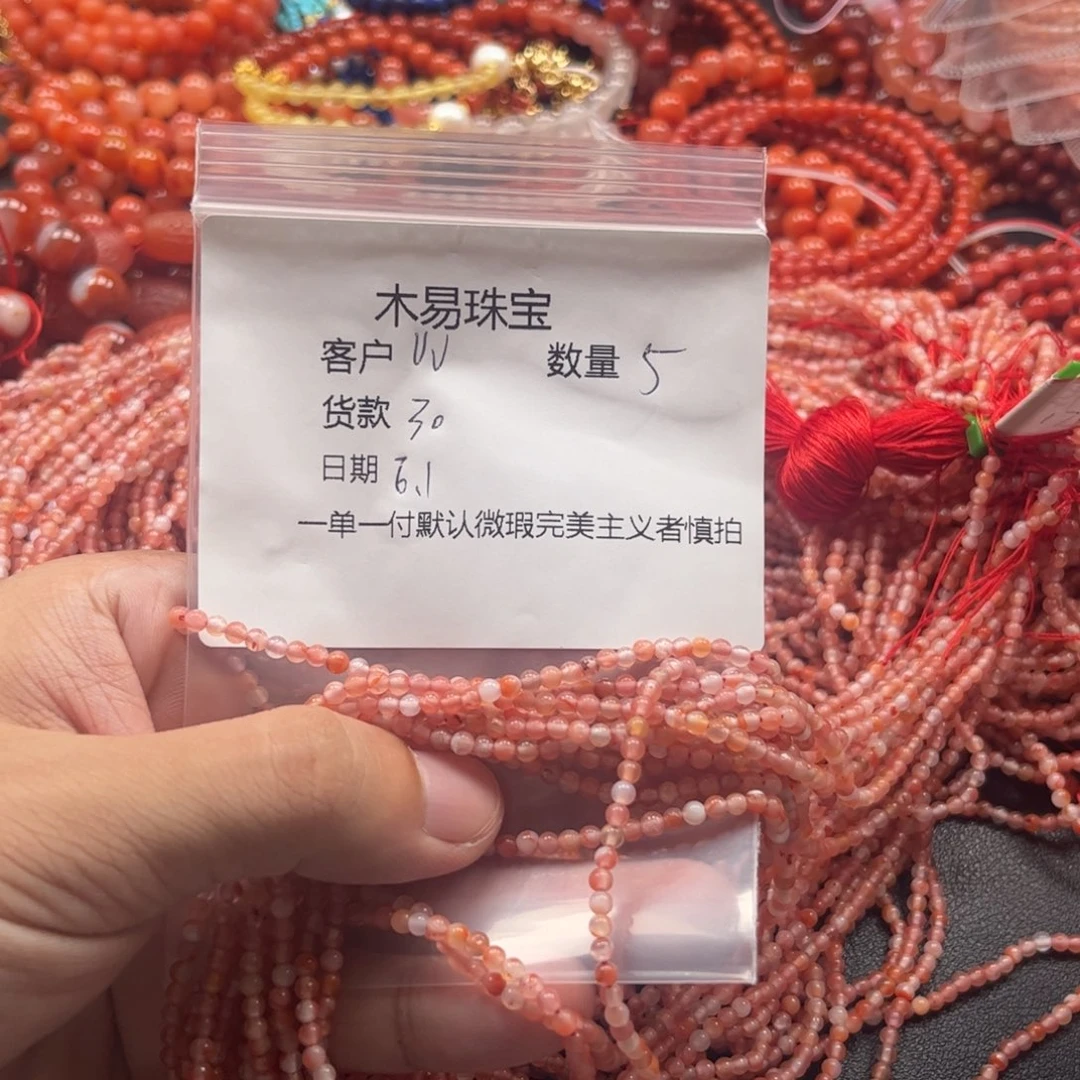 木易珠宝
客户 UV 数量 5
货款 30
日期 6.1
一单一付默认微瑕完美主义者慎拍